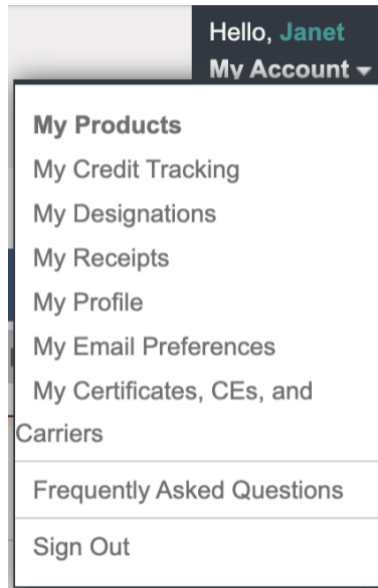 Hello, Janet
My Account
My Products
My Credit Tracking
My Designations
My Receipts
My Profile
My Email Preferences
My Certificates, CEs, and
Carriers
Frequently Asked Questions
Sign Out